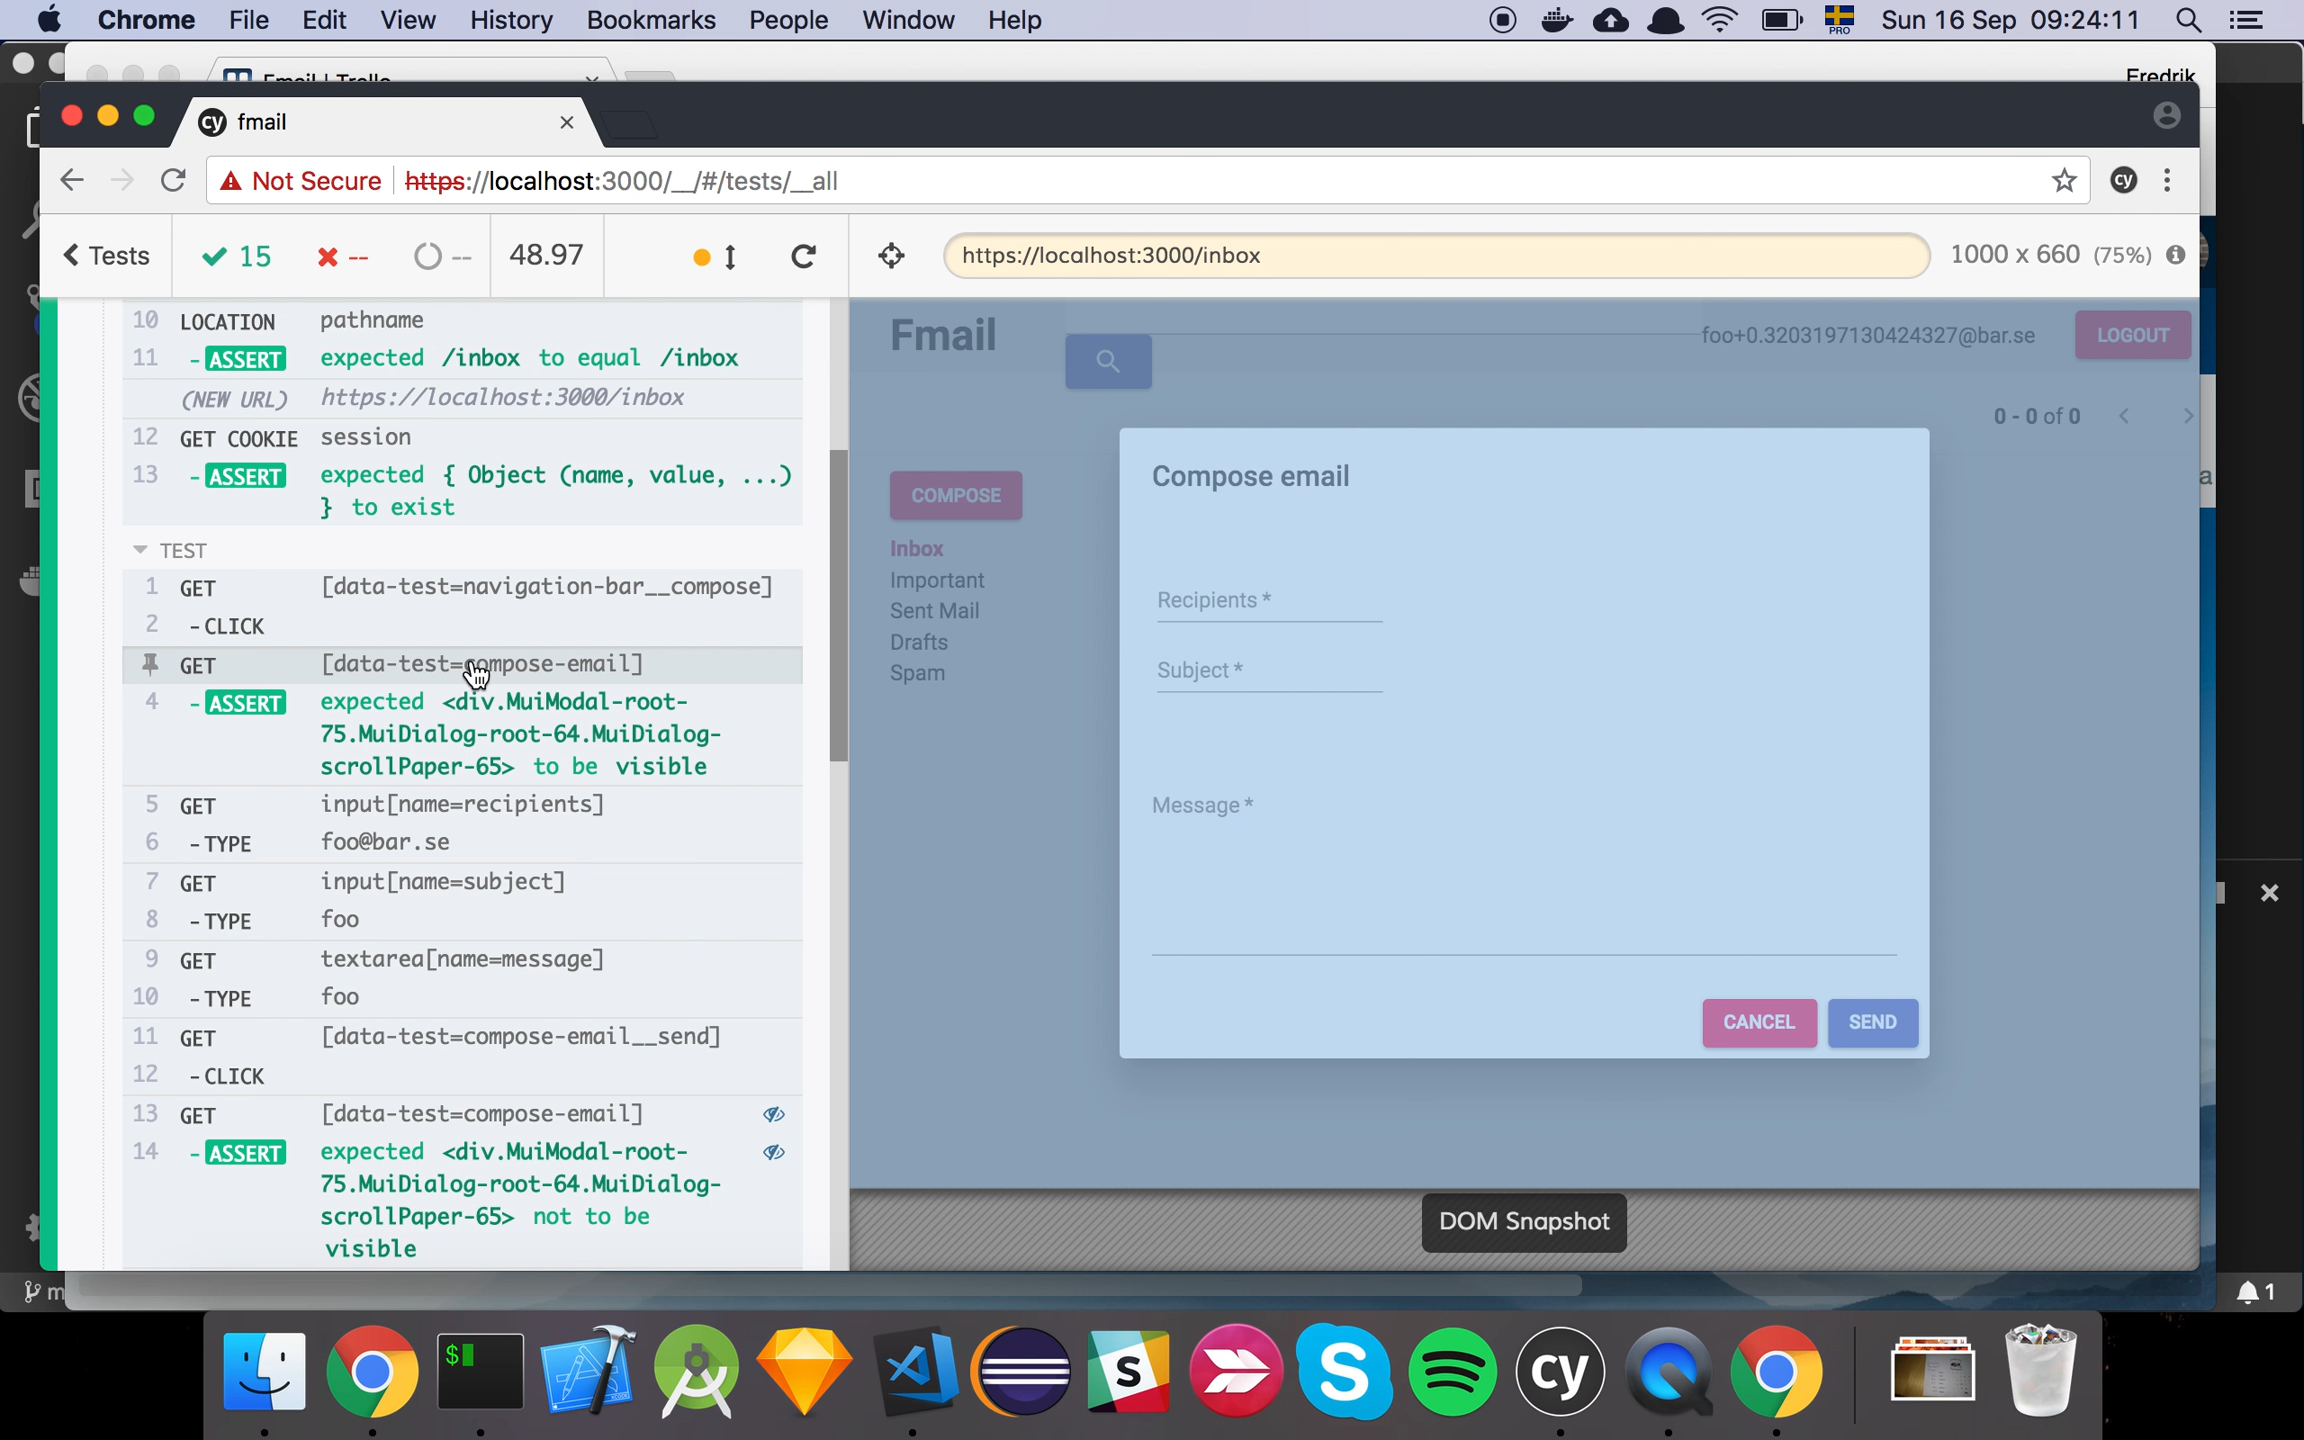 Chrome File Edit View History Bookmarks People Window Help
PRO
Sun 16 Sep 09:24:11
Email | Trello
Fredrik
cy fmail
Not Secure https://localhost:3000/__/#/tests/__all
cy
Tests 15 -- -- 48.97
https://localhost:3000/inbox 1000 x 660 (75%)
10 LOCATION pathname
11 -ASSERT expected /inbox to equal /inbox
(NEW URL) https://localhost:3000/inbox
12 GET COOKIE session
13 -ASSERT expected { Object (name, value, ...)
} to exist
TEST
1 GET [data-test=navigation-bar__compose]
2 -CLICK
GET [data-test=compose-email]
4 -ASSERT expected <div.MuiModal-root-
75.MuiDialog-root-64.MuiDialog-
scrollPaper-65> to be visible
5 GET input[name=recipients]
6 -TYPE foo@bar.se
7 GET input[name=subject]
8 -TYPE foo
9 GET textarea[name=message]
10 -TYPE foo
11 GET [data-test=compose-email__send]
12 -CLICK
13 GET [data-test=compose-email]
14 -ASSERT expected <div.MuiModal-root-
75.MuiDialog-root-64.MuiDialog-
scrollPaper-65> not to be
visible
Fmail
foo+0.3203197130424327@bar.se
LOGOUT
0 - 0 of 0
COMPOSE
Inbox
Important
Sent Mail
Drafts
Spam
Compose email
Recipients *
Subject *
Message *
CANCEL SEND
DOM Snapshot
a
m
1
$
S
S
cy